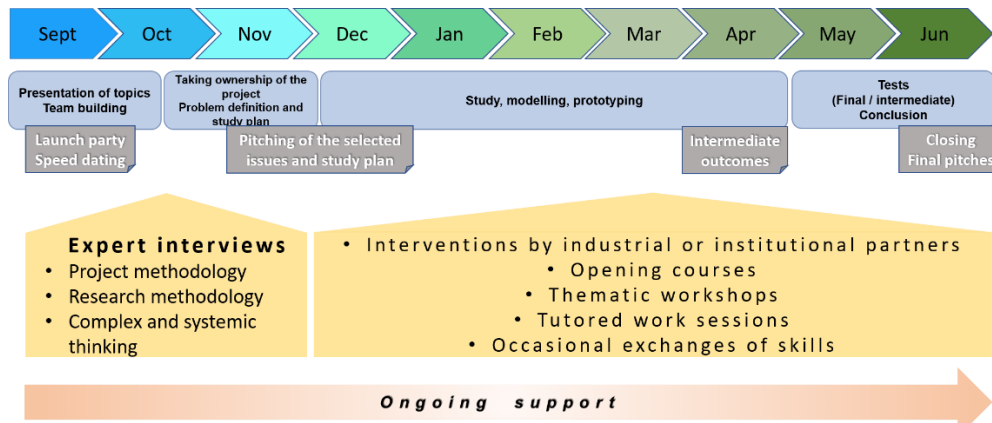 Sept Oct Nov Dec Jan Feb Mar Apr May Jun
Presentation of topics
Team building
Taking ownership of the
project
Problem definition and
study plan
Study, modelling, prototyping
Tests
(Final / intermediate)
Conclusion
Launch party
Speed dating
Pitching of the selected
issues and study plan
Intermediate
outcomes
Closing
Final pitches
Expert interviews
• Project methodology
• Research methodology
• Complex and systemic
thinking
• Interventions by industrial or institutional partners
• Opening courses
• Thematic workshops
• Tutored work sessions
• Occasional exchanges of skills
Ongoing support